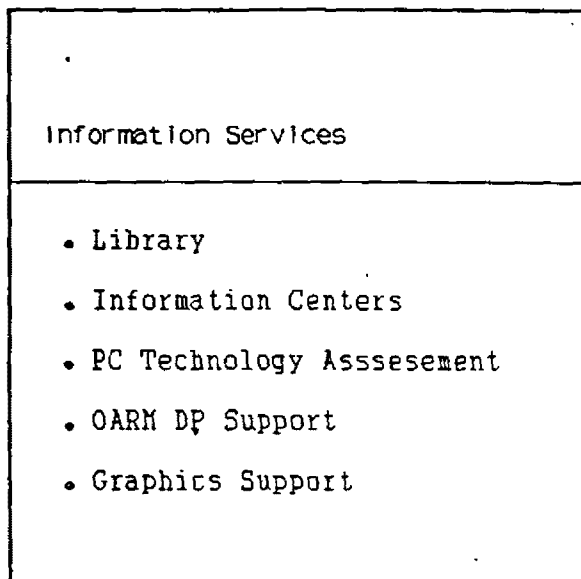 Information Services
• Library
• Information Centers
• PC Technology Asssesement
• OARM DP Support
• Graphics Support